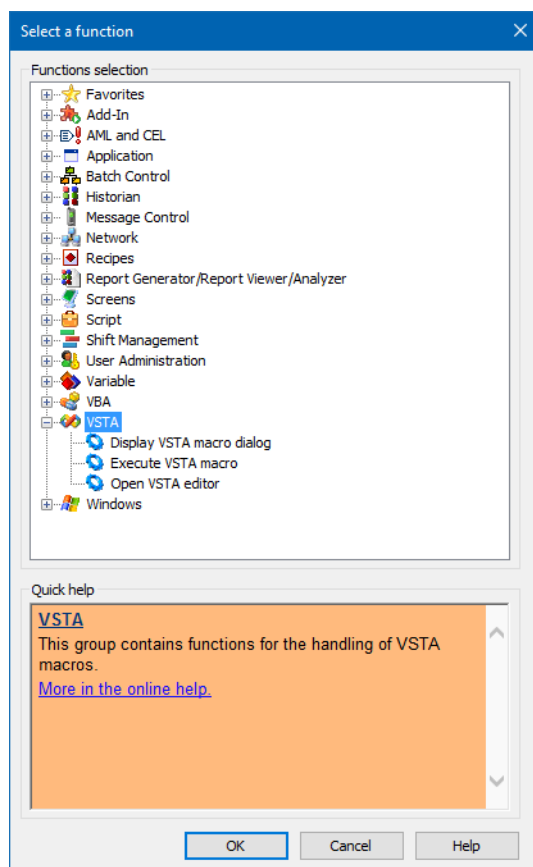 Select a function
Functions selection
Favorites
Add-In
AML and CEL
Application
Batch Control
Historian
Message Control
Network
Recipes
Report Generator/Report Viewer/Analyzer
Screens
Script
Shift Management
User Administration
Variable
VBA
VSTA
Display VSTA macro dialog
Execute VSTA macro
Open VSTA editor
Windows
Quick help
VSTA
This group contains functions for the handling of VSTA
macros.
More in the online help.
OK Cancel Help